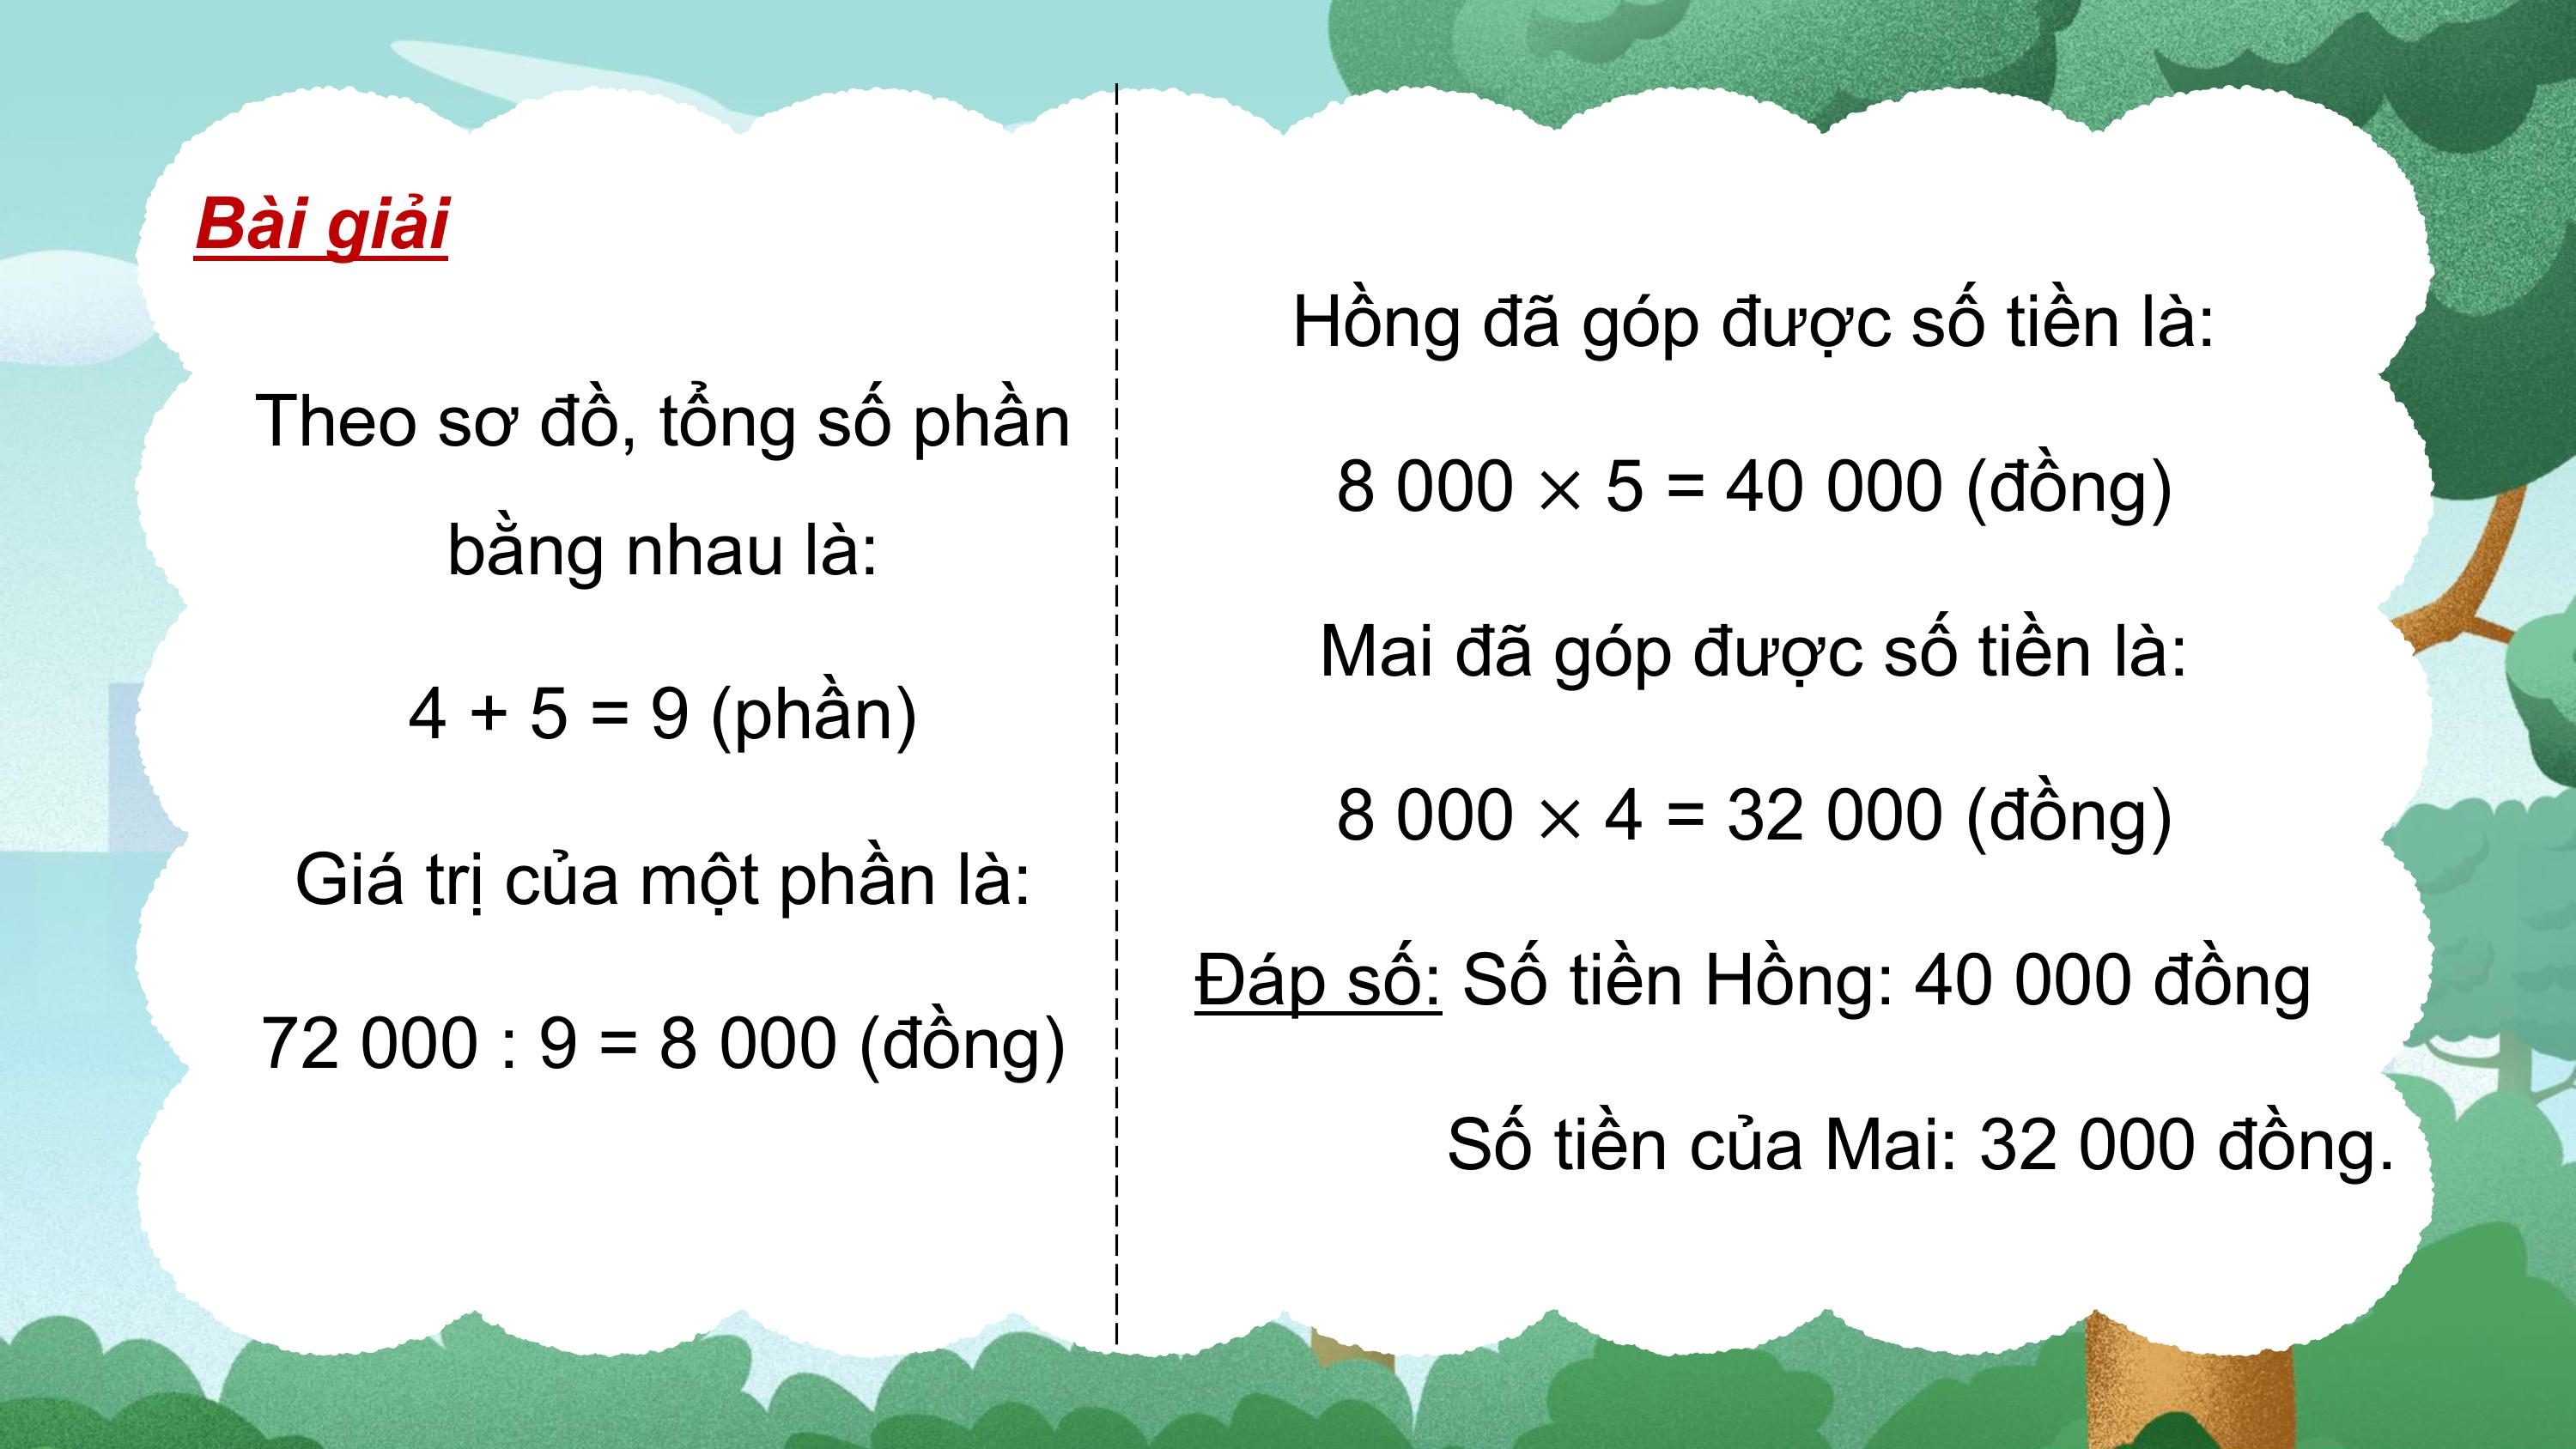 Bài giải
Theo sơ đồ, tổng số phần
bằng nhau là:
4 + 5 = 9 (phần)
Giá trị của một phần là:
72 000 : 9 = 8 000 (đồng)
Hồng đã góp được số tiền là:
8 000 × 5 = 40 000 (đồng)
Mai đã góp được số tiền là:
8 000 × 4 = 32 000 (đồng)
Đáp số: Số tiền Hồng: 40 000 đồng
Số tiền của Mai: 32 000 đồng.